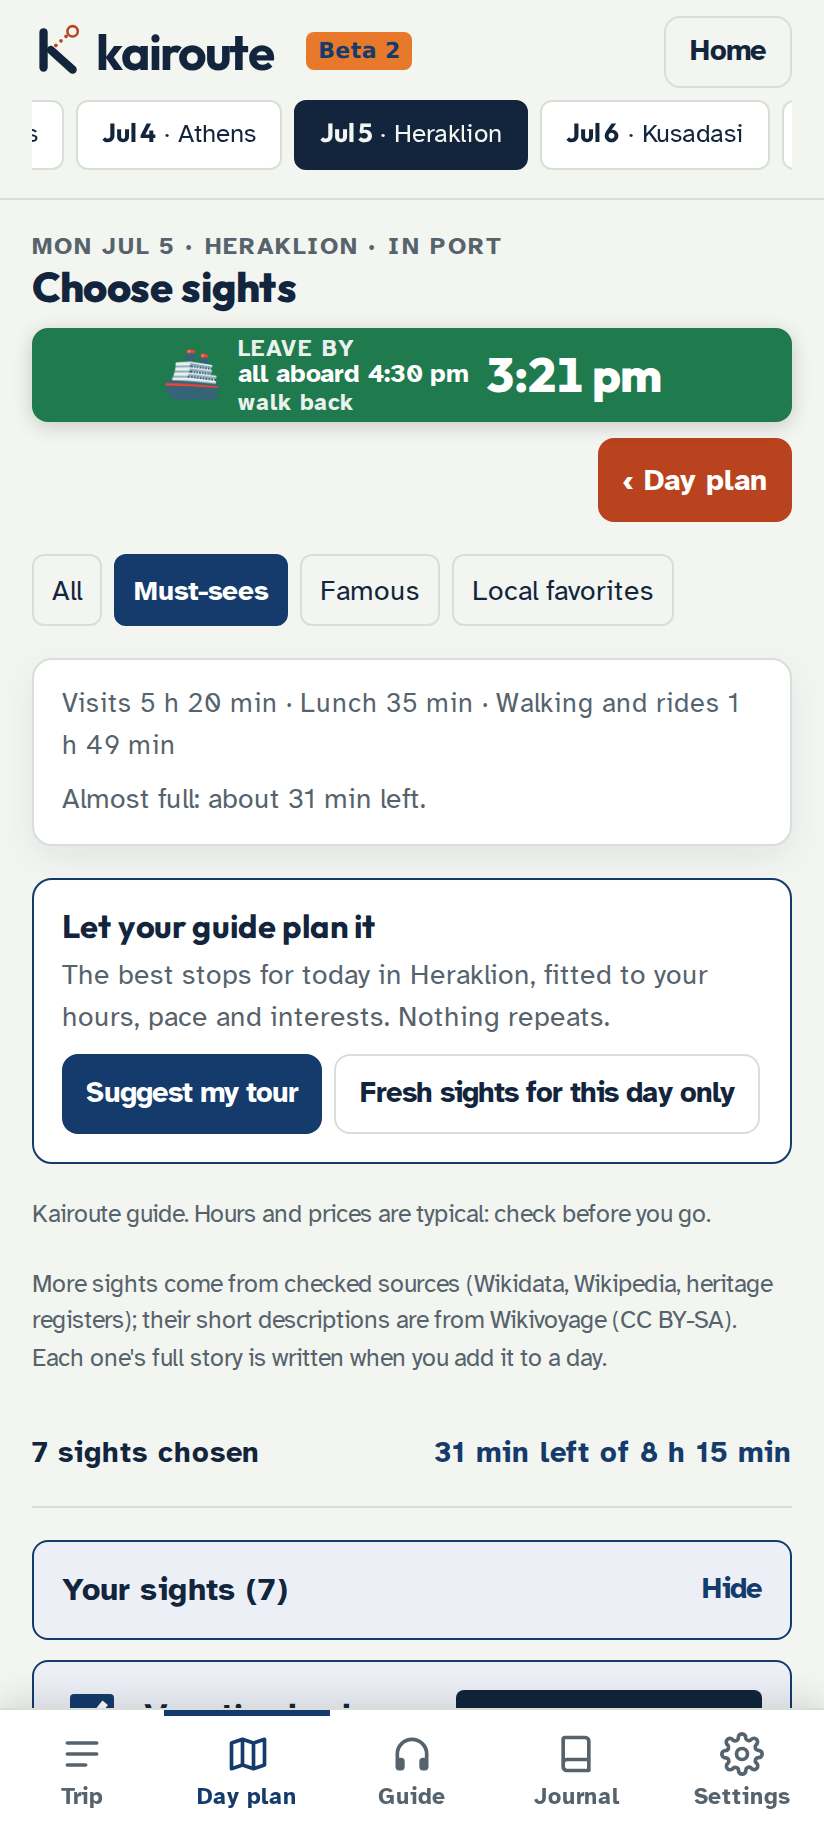 kairoute
Beta 2
Home
s
Jul 4 · Athens
Jul 5 · Heraklion
Jul 6 · Kusadasi
MON JUL 5 · HERAKLION · IN PORT
Choose sights
LEAVE BY
all aboard 4:30 pm
walk back
3:21 pm
‹ Day plan
All
Must-sees
Famous
Local favorites
Visits 5 h 20 min · Lunch 35 min · Walking and rides 1
h 49 min
Almost full: about 31 min left.
Let your guide plan it
The best stops for today in Heraklion, fitted to your
hours, pace and interests. Nothing repeats.
Suggest my tour
Fresh sights for this day only
Kairoute guide. Hours and prices are typical: check before you go.
More sights come from checked sources (Wikidata, Wikipedia, heritage
registers); their short descriptions are from Wikivoyage (CC BY-SA).
Each one's full story is written when you add it to a day.
7 sights chosen
31 min left of 8 h 15 min
Your sights (7)
Hide
Trip
Day plan
Guide
Journal
Settings